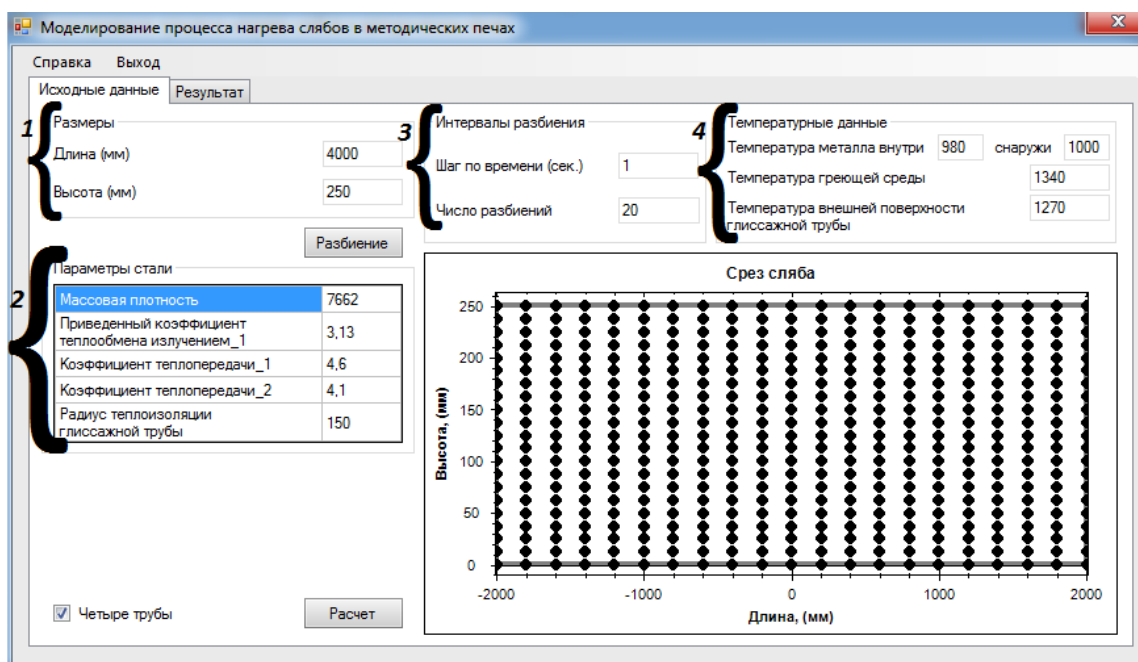 Моделирование процесса нагрева слябов в методических печах
X
Справка Выход
Исходные данные Результат
1
Размеры
Длина (мм) 4000
Высота (мм) 250
Разбиение
3
Интервалы разбиения
Шаг по времени (сек.) 1
Число разбиений 20
4
Температурные данные
Температура металла внутри 980 снаружи 1000
Температура греющей среды 1340
Температура внешней поверхности 1270
глиссажной трубы
2
Параметры стали
Массовая плотность 7662
Приведенный коэффициент
теплообмена излучением_1 3,13
Коэффициент теплопередачи_1 4,6
Коэффициент теплопередачи_2 4,1
Радиус теплоизоляции
глиссажной трубы 150
Четыре трубы Расчет
Срез сляба
Высота, (мм)
250
200
150
100
50
0
-2000 -1000 0 1000 2000
Длина, (мм)